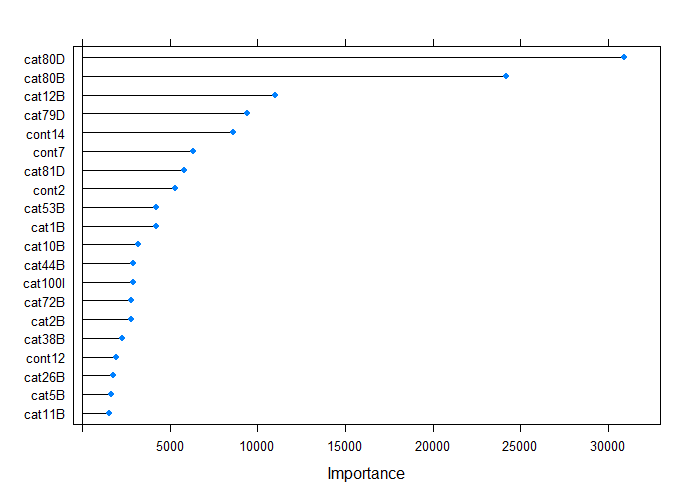 cat80D
cat80B
cat12B
cat79D
cont14
cont7
cat81D
cont2
cat53B
cat1B
cat10B
cat44B
cat100I
cat72B
cat2B
cat38B
cont12
cat26B
cat5B
cat11B
5000 10000 15000 20000 25000 30000
Importance